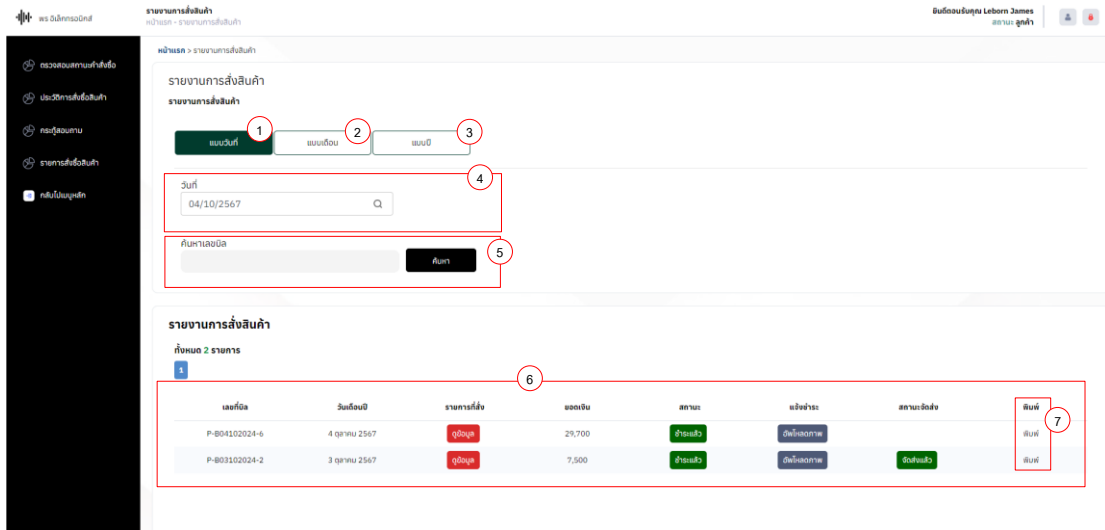 พร อิเล็กทรอนิกส์
รายงานการสั่งสินค้า
หน้าแรก - รายงานการสั่งสินค้า
ยินดีตอนรับคุณ Leborn James
สถานะ ลูกค้า
ตรวจสอบสถานะคำสั่งซื้อ
ประวัติการสั่งซื้อสินค้า
กระทู้สอบถาม
รายการสั่งซื้อสินค้า
กลับไปเมนูหลัก
หน้าแรก > รายงานการสั่งสินค้า
รายงานการสั่งสินค้า
รายงานการสั่งสินค้า
แบบวันที่ 1 แบบเดือน 2 แบบปี 3
4
วันที่
04/10/2567
ค้นหาเลขบิล
ค้นหา 5
รายงานการสั่งสินค้า
ทั้งหมด 2 รายการ
1
6
เลขที่บิล วันเดือนปี รายการที่สั่ง ยอดเงิน สถานะ แจ้งชำระ สถานะจัดส่ง พิมพ์
7
P-B04102024-6 4 ตุลาคม 2567 ดูข้อมูล 29,700 ชำระแล้ว อัพโหลดภาพ พิมพ์
P-B03102024-2 3 ตุลาคม 2567 ดูข้อมูล 7,500 ชำระแล้ว อัพโหลดภาพ จัดส่งแล้ว พิมพ์